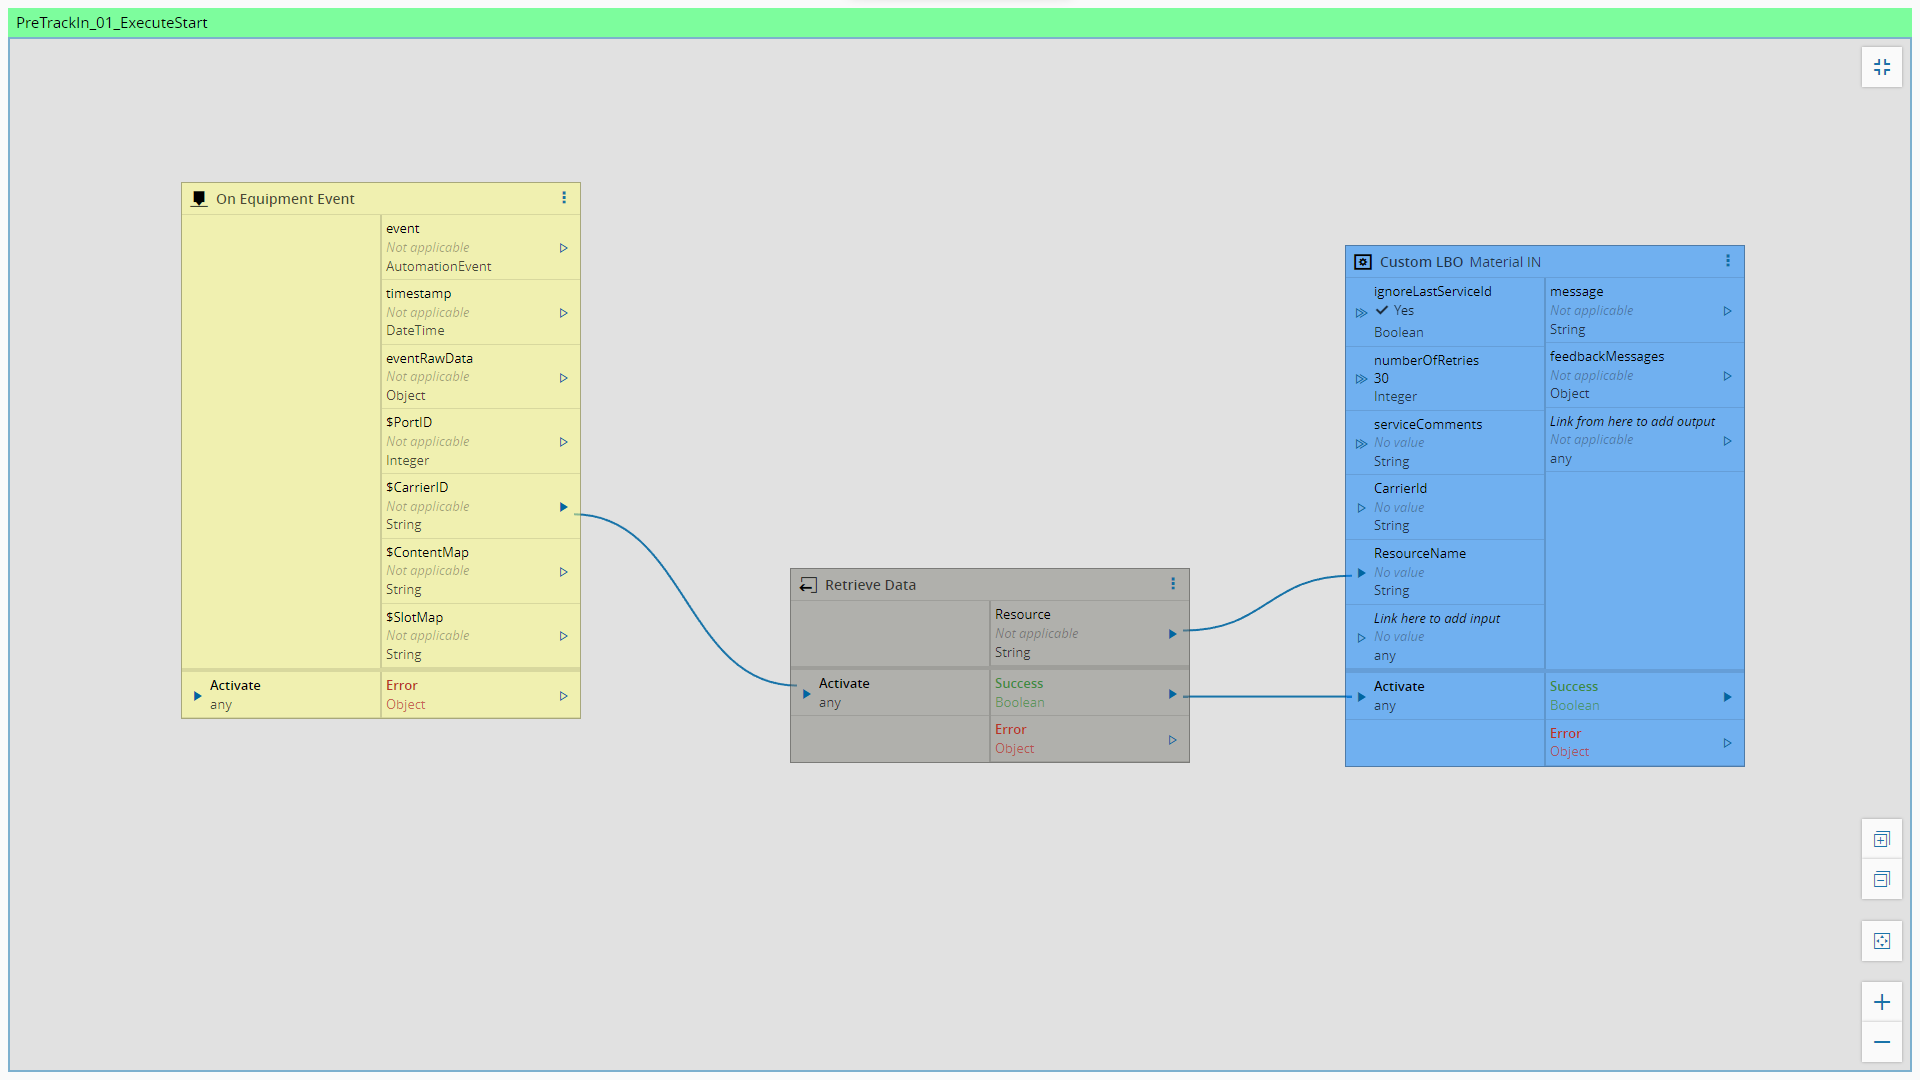 PreTrackIn_01_ExecuteStart
On Equipment Event
event
Not applicable
AutomationEvent
timestamp
Not applicable
DateTime
eventRawData
Not applicable
Object
$PortID
Not applicable
Integer
$CarrierID
Not applicable
String
$ContentMap
Not applicable
String
$SlotMap
Not applicable
String
Activate
any
Error
Object
Retrieve Data
Resource
Not applicable
String
Activate
any
Success
Boolean
Error
Object
Custom LBO Material IN
ignoreLastServiceId
Yes
Boolean
numberOfRetries
30
Integer
serviceComments
No value
String
CarrierId
No value
String
ResourceName
No value
String
Link here to add input
No value
any
message
Not applicable
String
feedbackMessages
Not applicable
Object
Link from here to add output
Not applicable
any
Activate
any
Success
Boolean
Error
Object